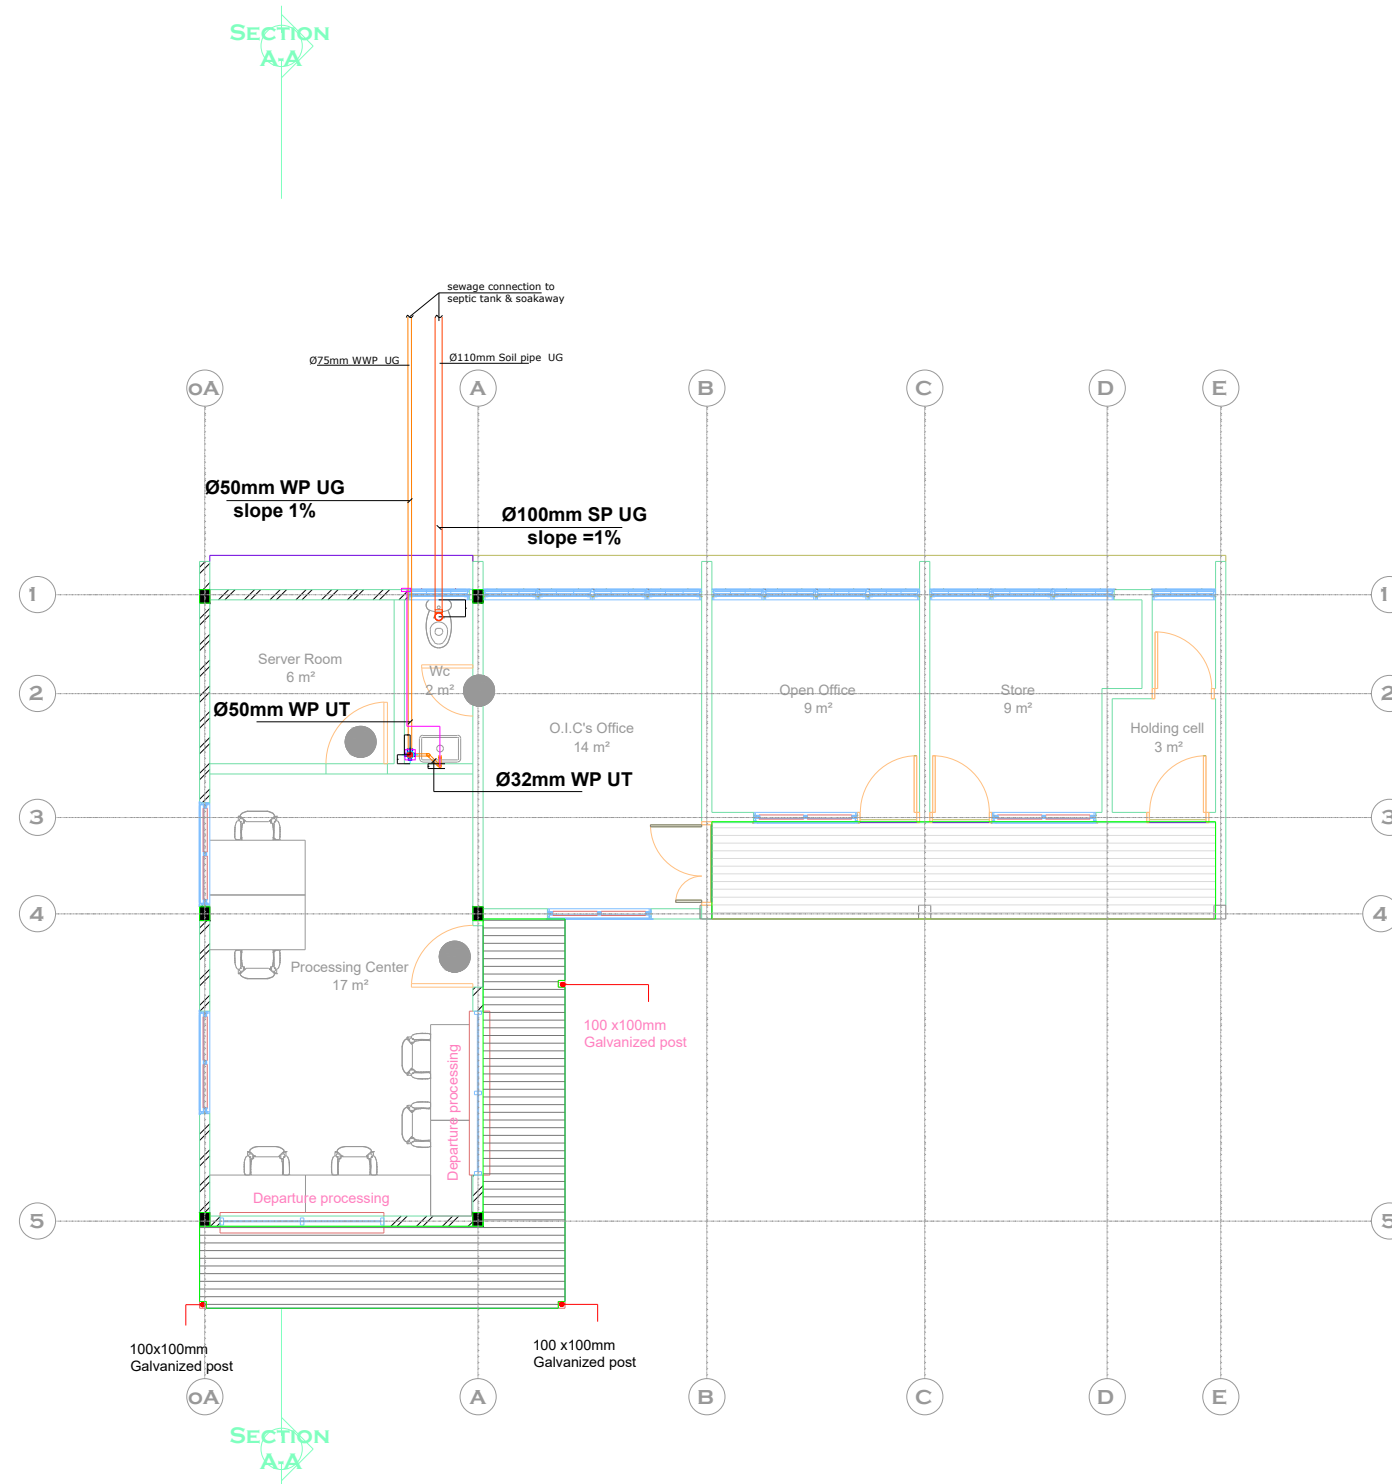 SECTION
A-A
sewage connection to
septic tank & soakaway
Ø75mm WWP UG
Ø110mm Soil pipe UG
oA
A
B
C
D
E
Ø50mm WP UG
slope 1%
Ø100mm SP UG
slope =1%
1
1
Server Room
6 m²
Wc
2 m²
2
2
Open Office
9 m²
Store
9 m²
Ø50mm WP UT
O.I.C's Office
14 m²
Holding cell
3 m²
Ø32mm WP UT
3
3
4
4
Processing Center
17 m²
100 x100mm
Galvanized post
Departure processing
Departure processing
5
5
100x100mm
Galvanized post
100 x100mm
Galvanized post
oA
A
B
C
D
E
SECTION
A-A